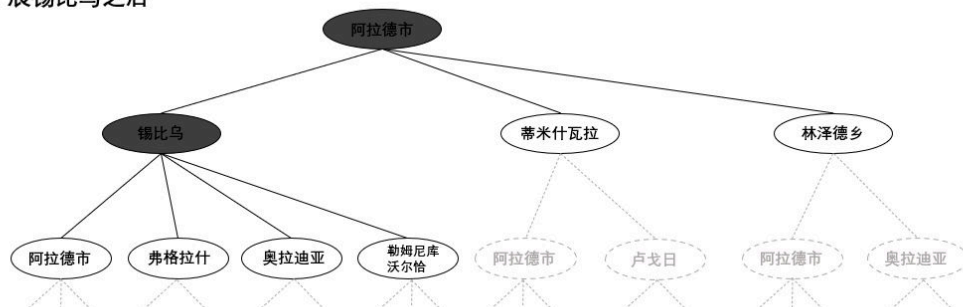 展锡比乌之后
阿拉德市
锡比乌
蒂米什瓦拉
林泽德乡
阿拉德市
弗格拉什
奥拉迪亚
勒姆尼库
沃尔恰
阿拉德市
卢戈日
阿拉德市
奥拉迪亚